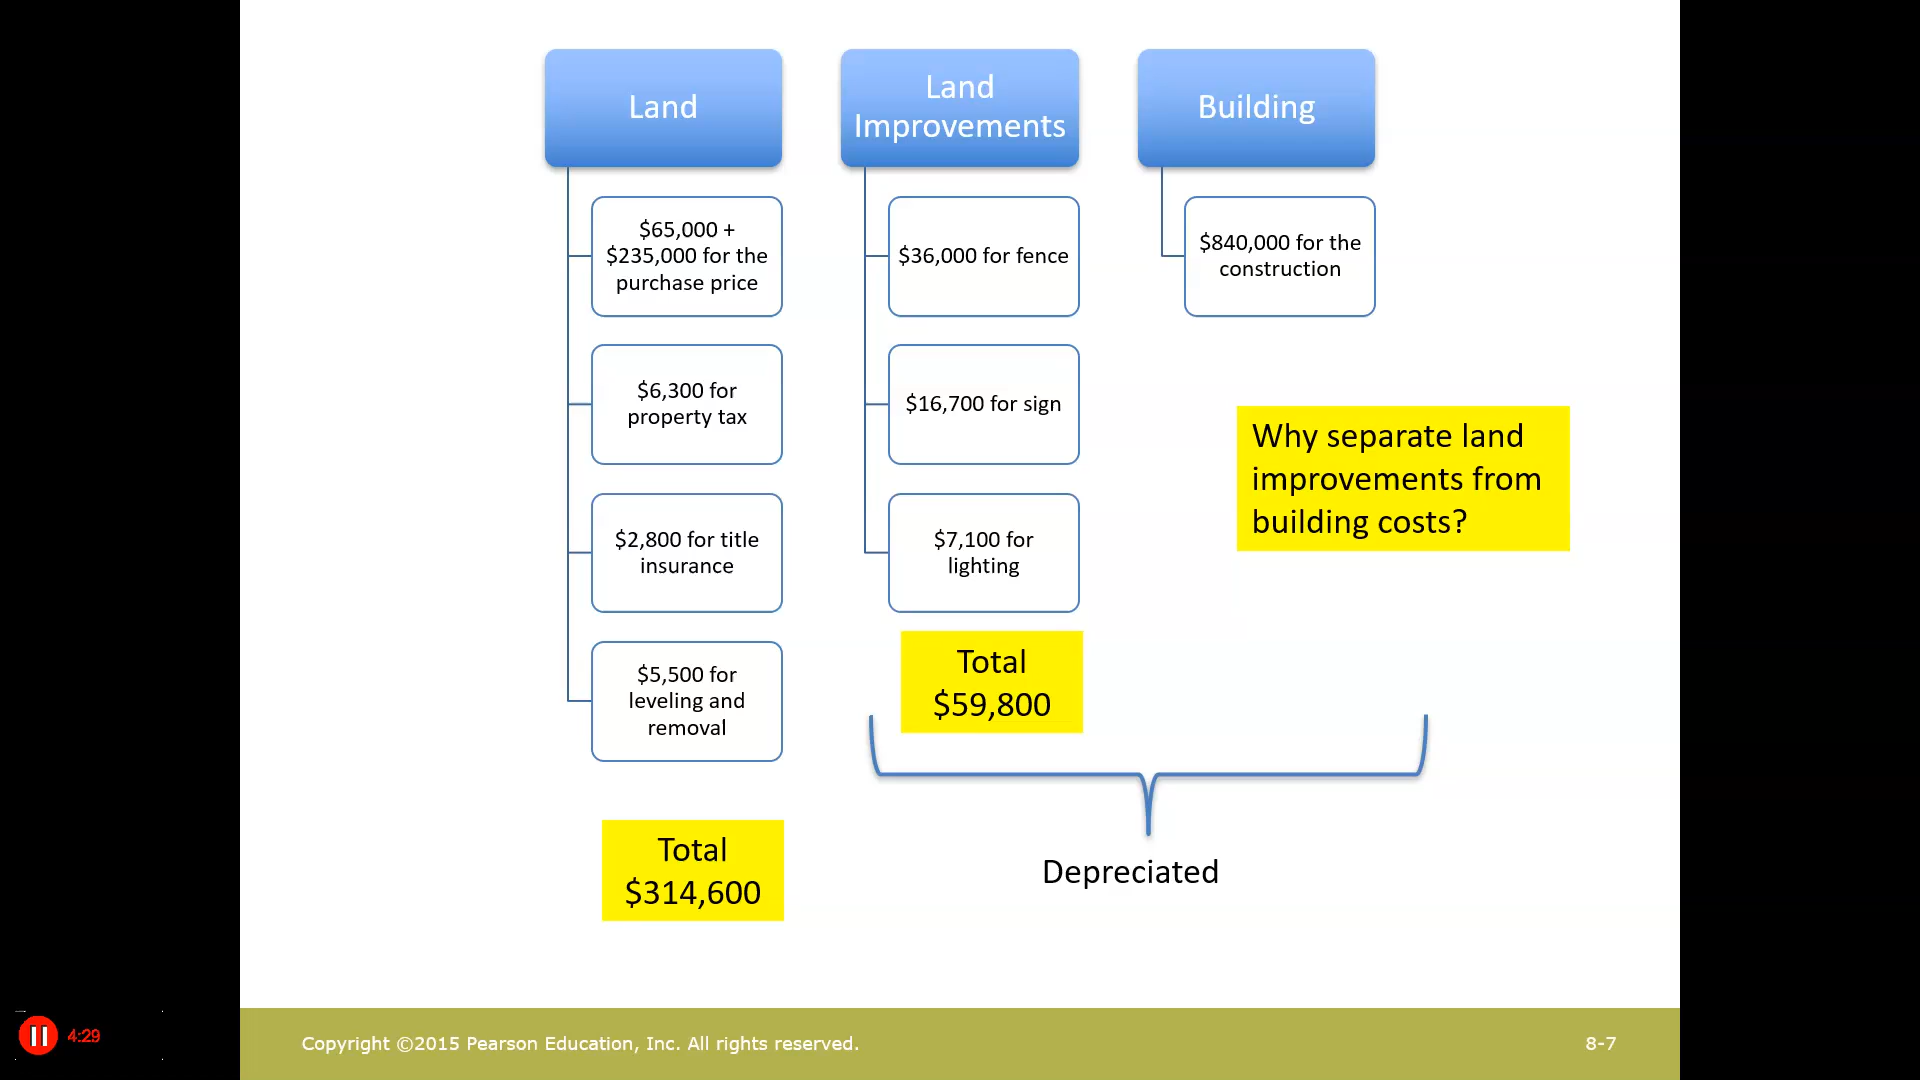 Land
$65,000 +
$235,000 for the
purchase price
$6,300 for
property tax
$2,800 for title
insurance
$5,500 for
leveling and
removal
Total
$314,600
Land
Improvements
$36,000 for fence
$16,700 for sign
$7,100 for
lighting
Total
$59,800
Building
$840,000 for the
construction
Why separate land
improvements from
building costs?
Depreciated
4:29
Copyright ©2015 Pearson Education, Inc. All rights reserved.
8-7